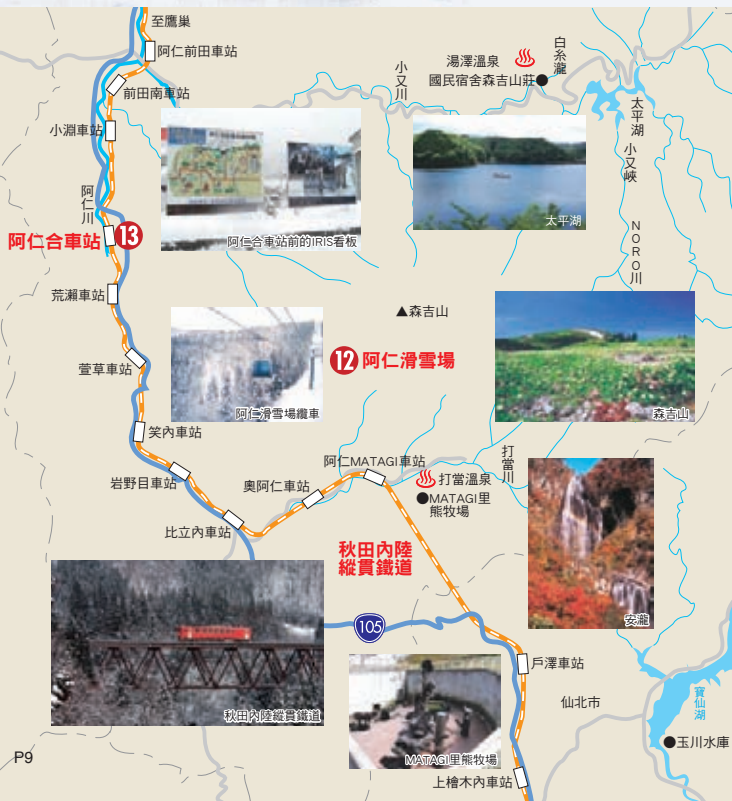 至鷹巢
阿仁前田車站
前田南車站
小淵車站
阿仁川
阿仁合車站 13
荒瀨車站
萱草車站
笑內車站
岩野目車站
比立內車站
奧阿仁車站
阿仁MATAGI車站
小又川
湯澤溫泉
國民宿舍森吉山莊
白糸瀧
太平湖
小又峽
NORO川
阿仁合車站前的IRIS看板
太平湖
▲森吉山
12 阿仁滑雪場
阿仁滑雪場纜車
森吉山
打當川
打當溫泉
MATAGI里
熊牧場
秋田內陸
縱貫鐵道
安瀧
105
秋田內陸縱貫鐵道
MATAGI里熊牧場
戶澤車站
仙北市
寶仙湖
玉川水庫
上檜木內車站
P9